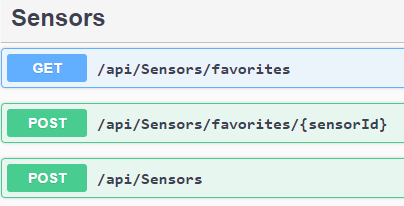 Sensors
GET /api/Sensors/favorites
POST /api/Sensors/favorites/{sensorId}
POST /api/Sensors